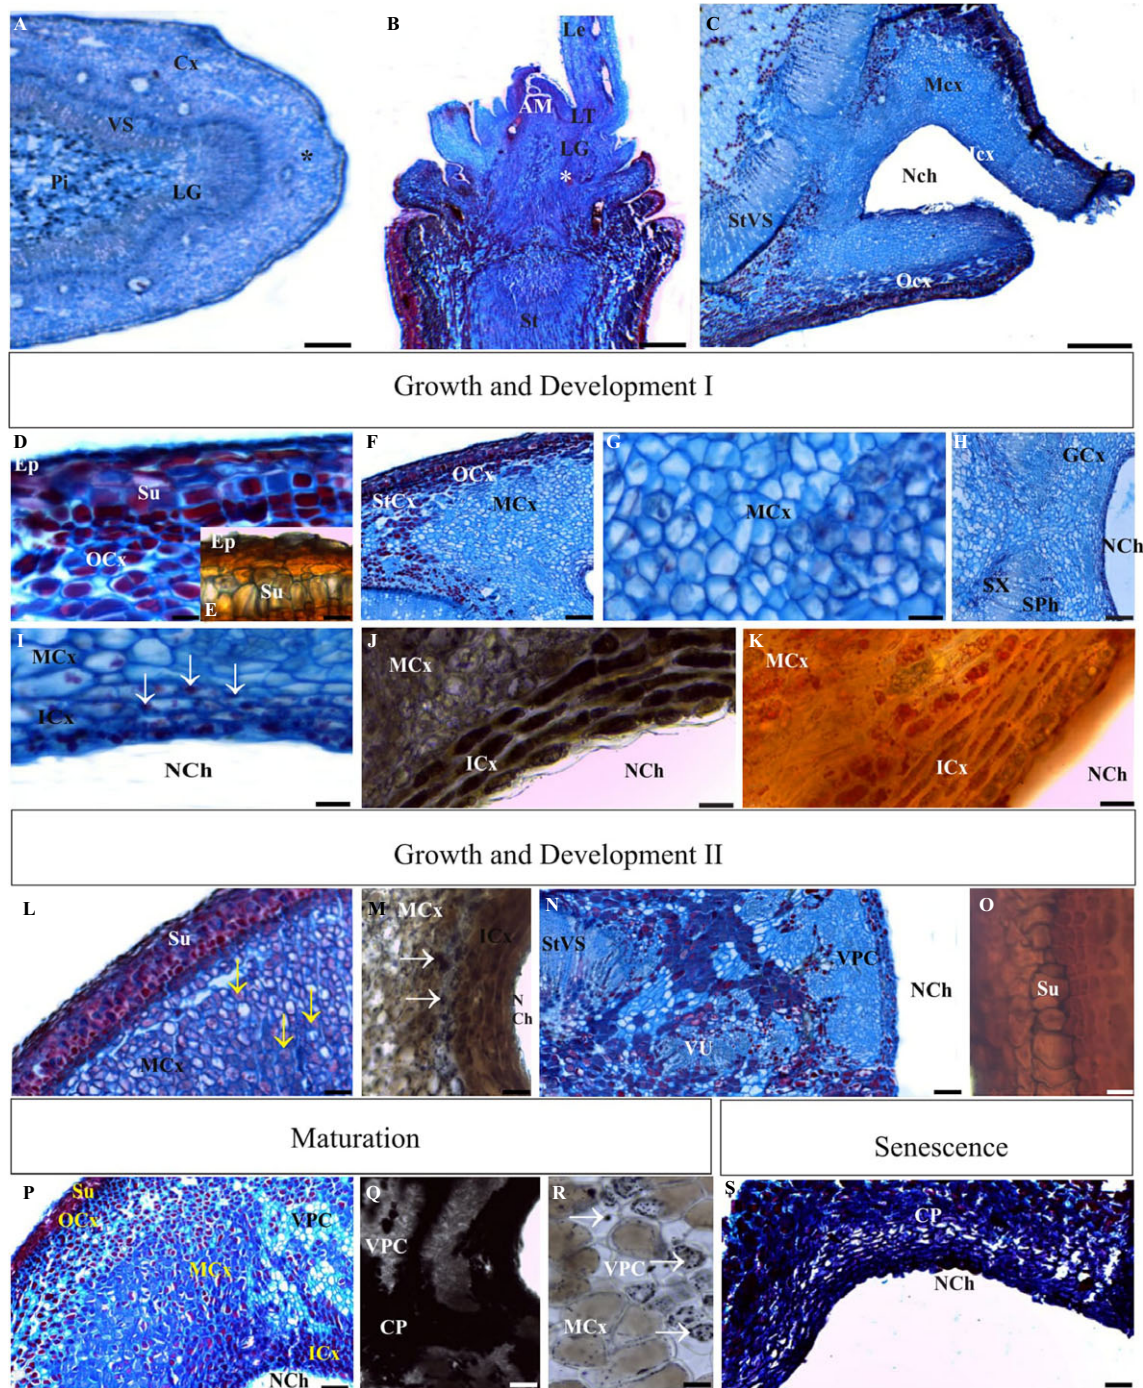 A
Cx
VS
*
Pi
LG
B
Le
AM
LT
LG
*
St
C
Mcx
Icx
Nch
StVS
Ocx
Growth and Development I
D
Ep
Su
OCx
E
Ep
Su
F
OCx
StCx
MCx
G
MCx
H
GCx
NCh
SX
SPh
I
MCx
ICx
NCh
J
MCx
ICx
NCh
K
MCx
ICx
NCh
Growth and Development II
L
Su
MCx
M
MCx
ICx
N
Ch
N
StVS
VPC
NCh
VU
O
Su
Maturation
Senescence
P
Su
OCx
VPC
MCx
ICx
NCh
Q
VPC
CP
R
VPC
MCx
S
CP
NCh